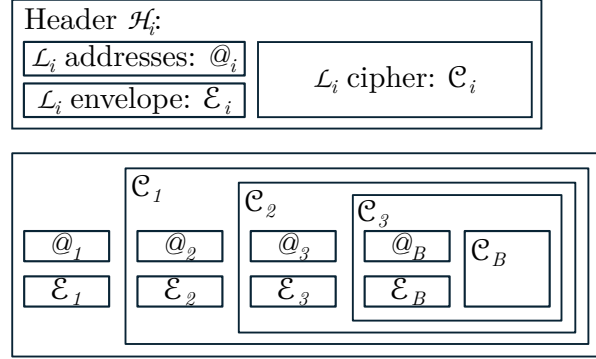 Header ℋᵢ:
ℒᵢ addresses: @ᵢ
ℒᵢ envelope: ℰᵢ
ℒᵢ cipher: 𝒞ᵢ
𝒞₁
𝒞₂
𝒞₃
@₁ @₂ @₃ @_B
𝒞_B
ℰ₁ ℰ₂ ℰ₃ ℰ_B